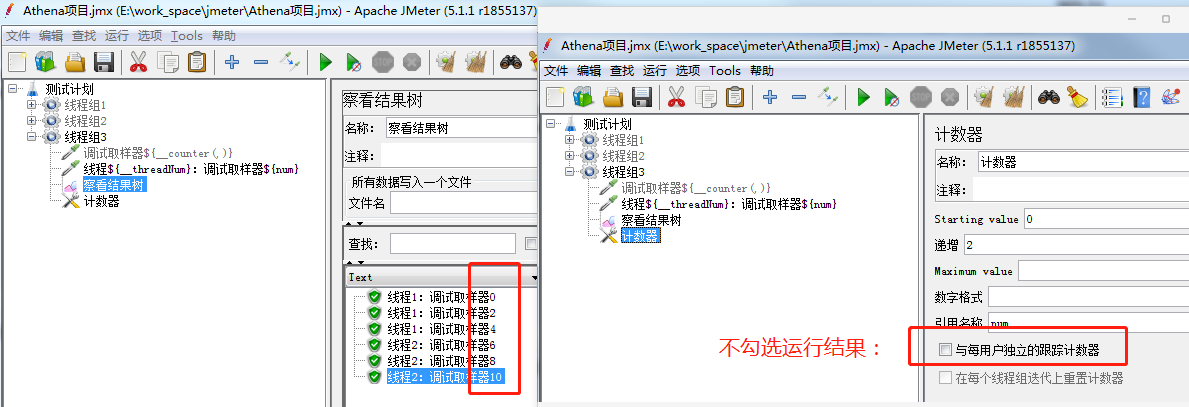 Athena项目.jmx (E:\work_space\jmeter\Athena项目.jmx) - Apache JMeter (5.1.1 r1855137)
文件 编辑 查找 运行 选项 Tools 帮助
测试计划
线程组1
线程组2
线程组3
调试取样器${__counter(,)}
线程${__threadNum}: 调试取样器${num}
察看结果树
计数器
察看结果树
名称: 察看结果树
注释:
所有数据写入一个文件
文件名
查找:
Text
线程1: 调试取样器0
线程1: 调试取样器2
线程1: 调试取样器4
线程2: 调试取样器6
线程2: 调试取样器8
线程2: 调试取样器10
Athena项目.jmx (E:\work_space\jmeter\Athena项目.jmx) - Apache JMeter (5.1.1 r1855137)
文件 编辑 查找 运行 选项 Tools 帮助
测试计划
线程组1
线程组2
线程组3
调试取样器${__counter(,)}
线程${__threadNum}: 调试取样器${num}
察看结果树
计数器
计数器
名称: 计数器
注释:
Starting value 0
递增 2
Maximum value
数字格式
引用名称 num
不勾选运行结果：
与每用户独立的跟踪计数器
在每个线程组迭代上重置计数器